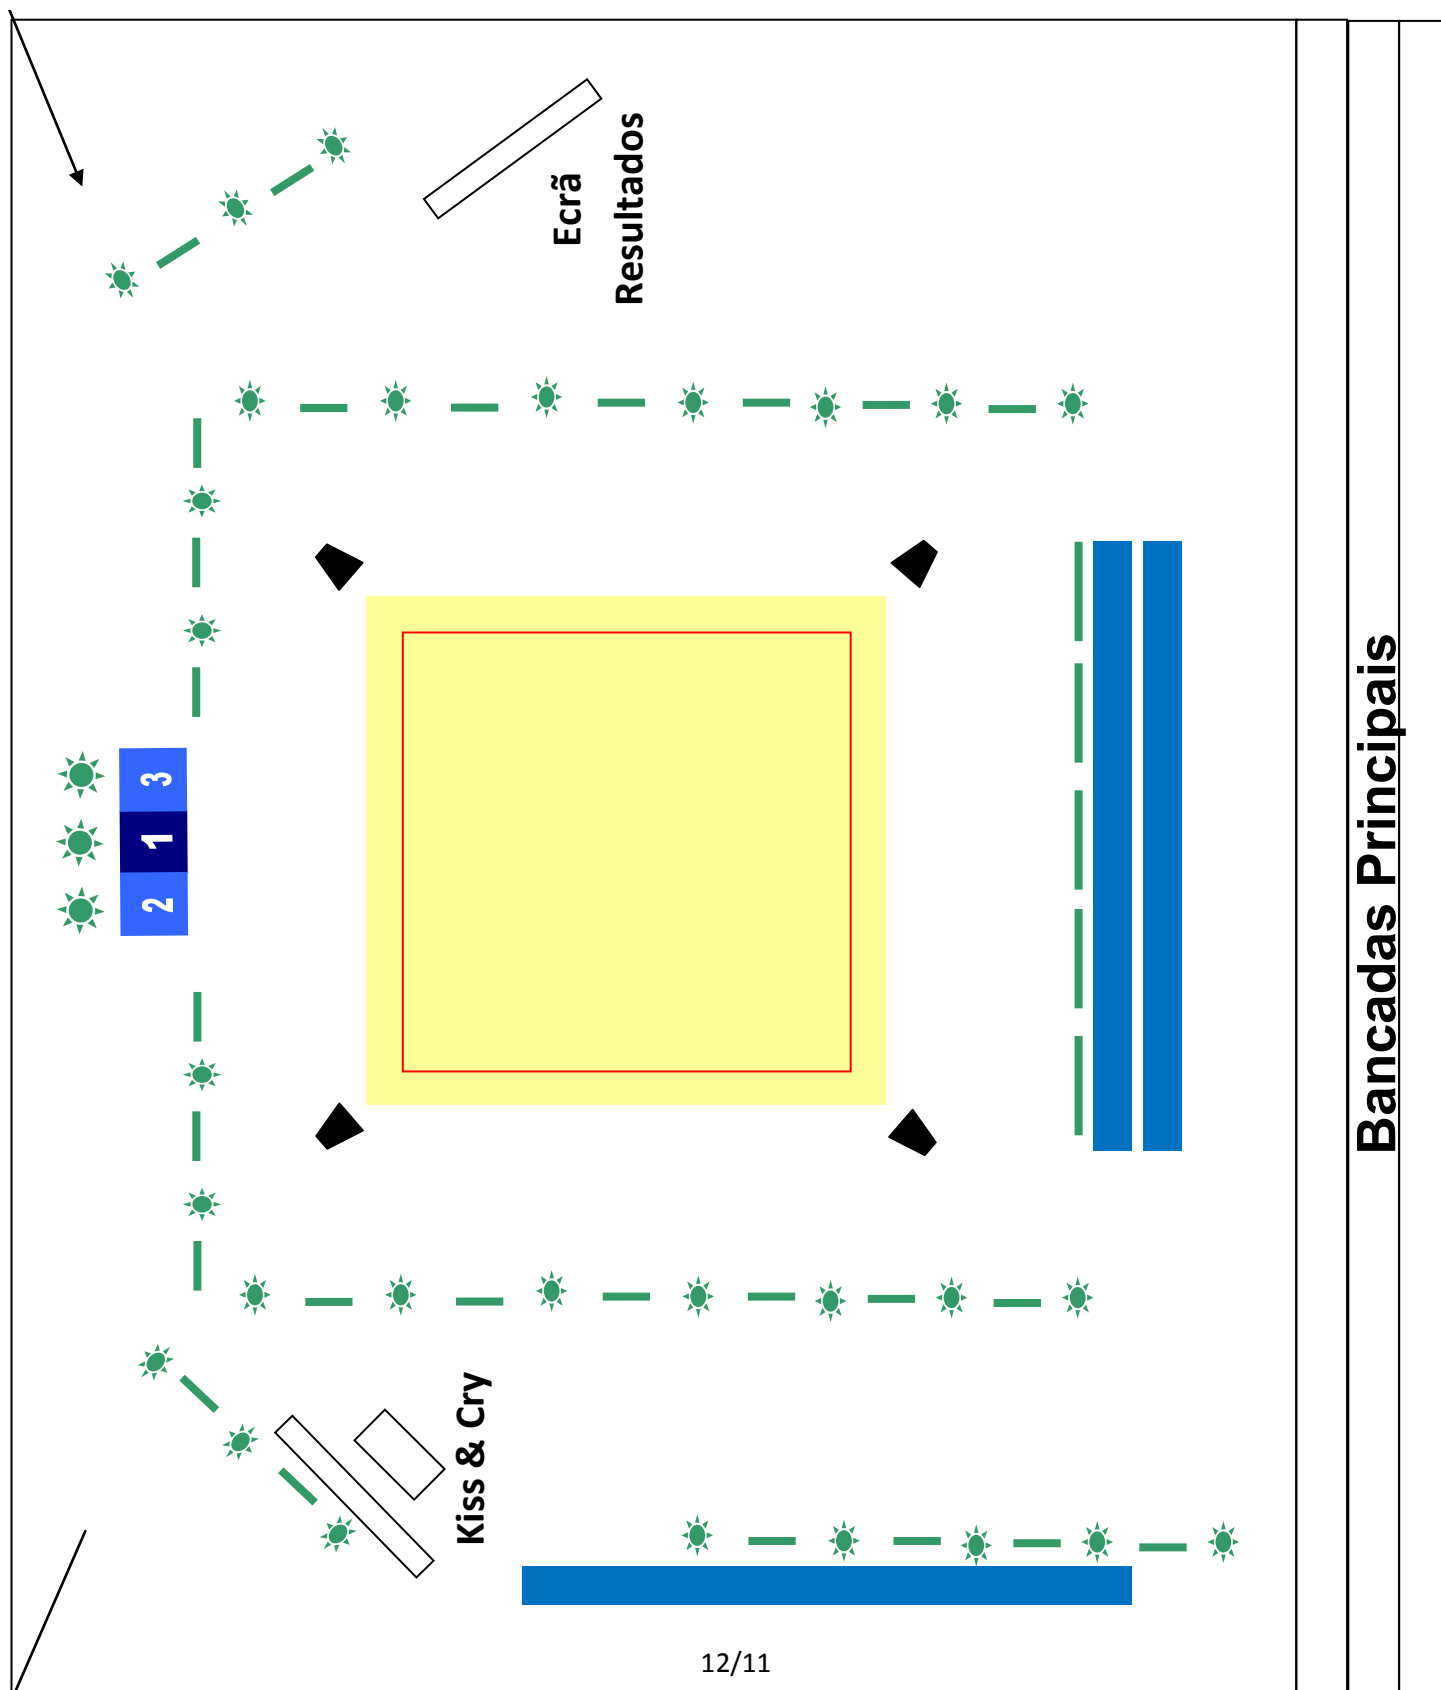 Ecrã
Resultados
3
1
2
Bancadas Principais
Kiss & Cry
12/11